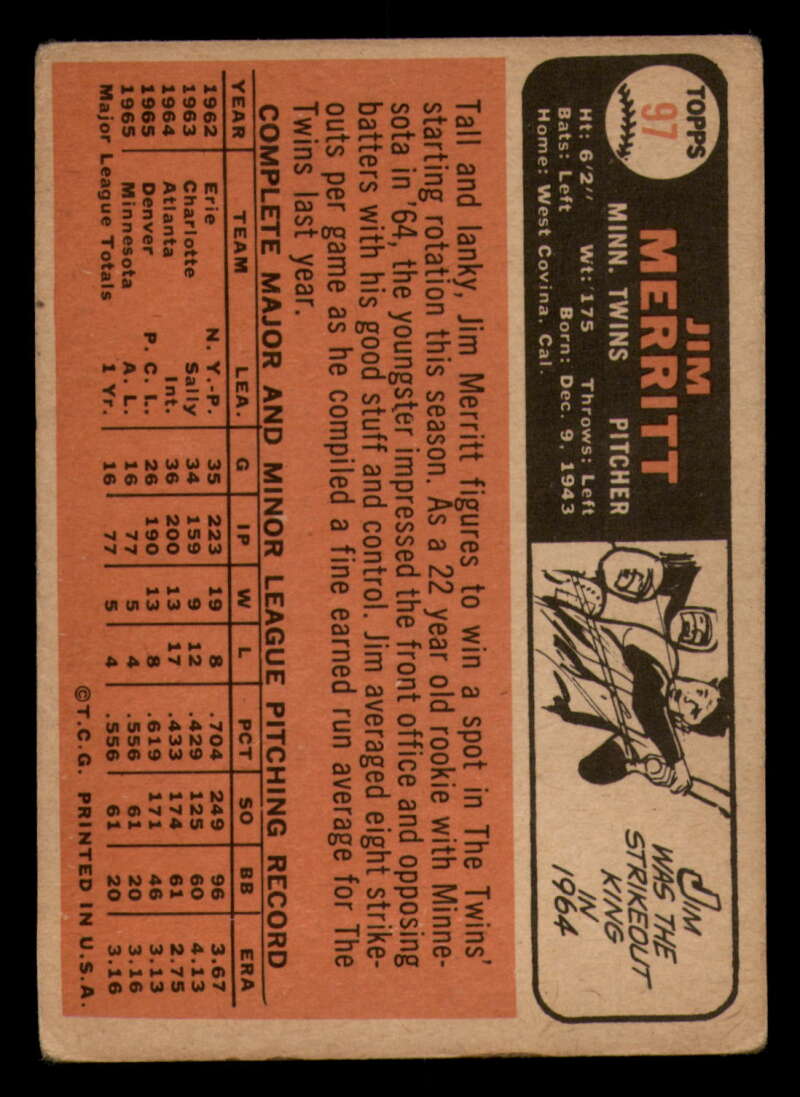 TOPPS
97
JIM
MERRITT
MINN. TWINS PITCHER
Ht: 6'2" Wt: 175 Throws: Left
Bats: Left Born: Dec. 9, 1943
Home: West Covina, Cal.
JIM
WAS THE
STRIKEOUT
KING
IN
1964
Tall and lanky, Jim Merritt figures to win a spot in The Twins'
starting rotation this season. As a 22 year old rookie with Minne-
sota in '64, the youngster impressed the front office and opposing
batters with his good stuff and control. Jim averaged eight strike-
outs per game as he compiled a fine earned run average for The
Twins last year.
COMPLETE MAJOR AND MINOR LEAGUE PITCHING RECORD
YEAR TEAM LEA. G IP W L PCT SO BB ERA
1962 Erie N. Y.-P. 35 223 19 8 .704 249 96 3.67
1963 Charlotte Sally 34 159 9 12 .429 125 60 4.13
1964 Atlanta Int. 36 200 13 17 .433 174 61 2.75
1965 Denver P. C. L. 26 190 13 8 .619 171 46 3.13
1965 Minnesota A. L. 16 77 5 4 .556 61 20 3.16
Major League Totals 1 Yr. 16 77 5 4 .556 61 20 3.16
©T.C.G. PRINTED IN U.S.A.